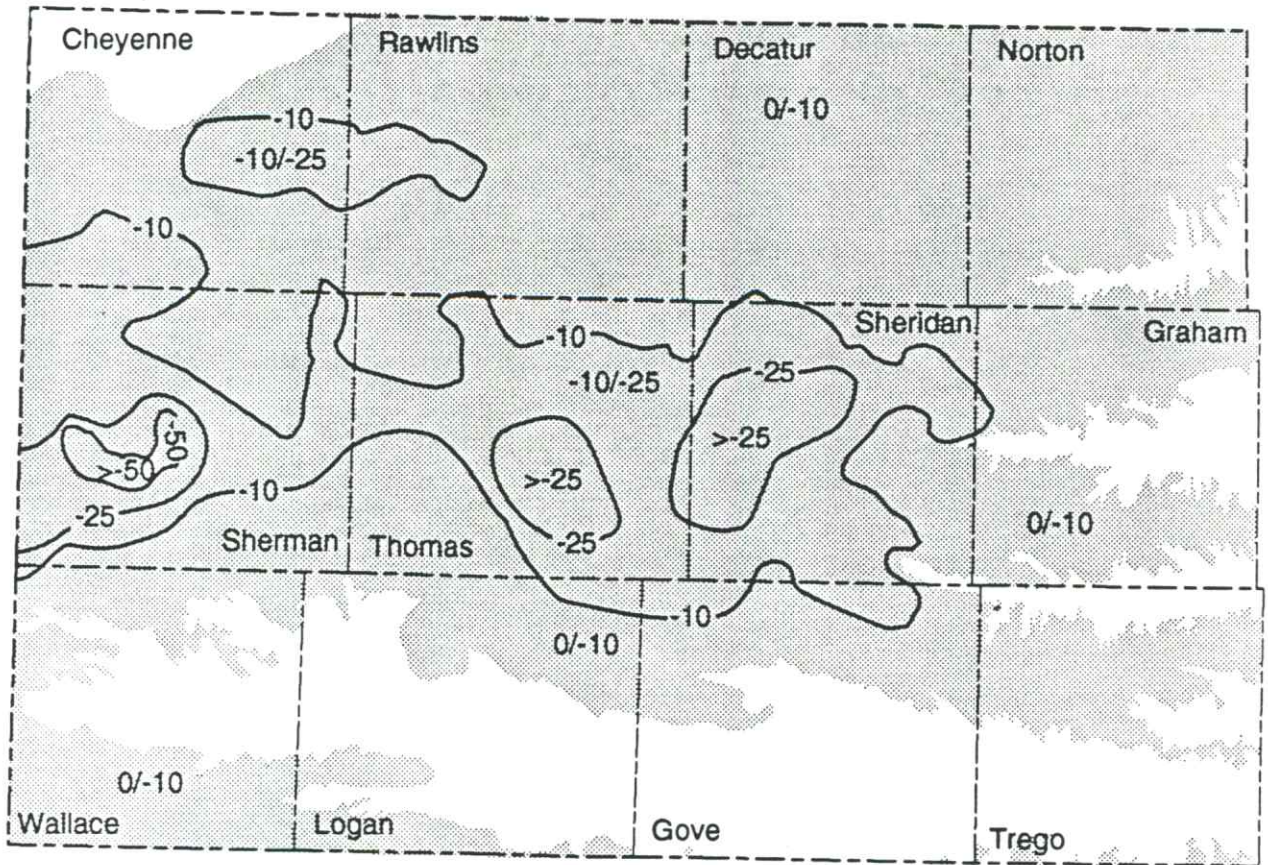 Cheyenne
Rawlins
Decatur
Norton
0/-10
-10
-10/-25
-10
Sheridan
Graham
-10
-10/-25
-25
-50
>-50
>-25
>-25
-10
-25
-25
0/-10
Sherman
Thomas
-10
0/-10
0/-10
Wallace
Logan
Gove
Trego